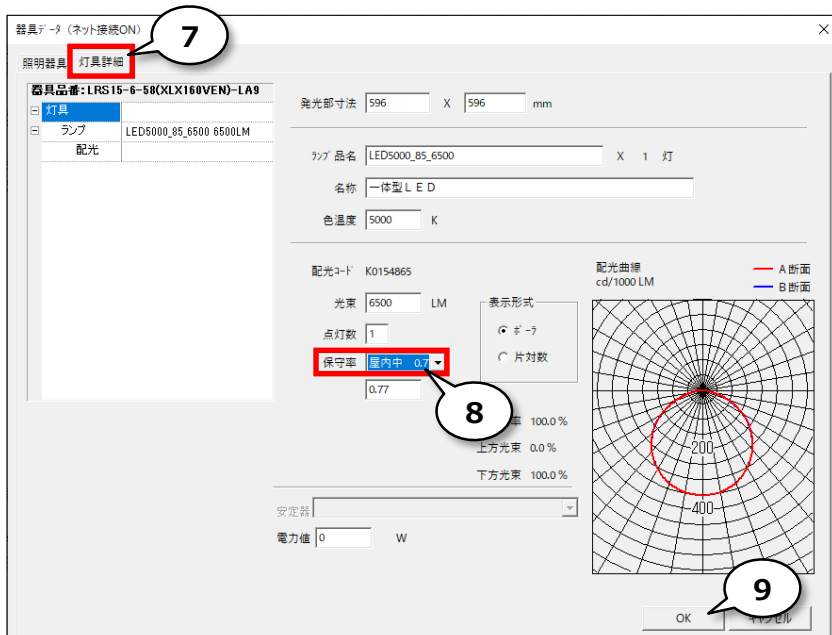 器具ﾃﾞｰﾀ（ネット接続ON）
7
照明器具 灯具詳細
器具品番:LRS15-6-58(XLX160VEN)-LA9
灯具
ランプ LED5000_85_6500 6500LM
配光
発光部寸法 596 X 596 mm
ﾗﾝﾌﾟ品名 LED5000_85_6500 X 1 灯
名称 一体型ＬＥＤ
色温度 5000 K
配光ｺｰﾄﾞ K0154865
光束 6500 LM
点灯数 1
保守率 屋内中 0.7
0.77
8
表示形式
ﾎﾟｰﾗ
片対数
率 100.0 %
上方光束 0.0 %
下方光束 100.0 %
配光曲線
cd/1000 LM
A 断面
B 断面
200
400
安定器
電力値 0 W
9
OK キャンセル